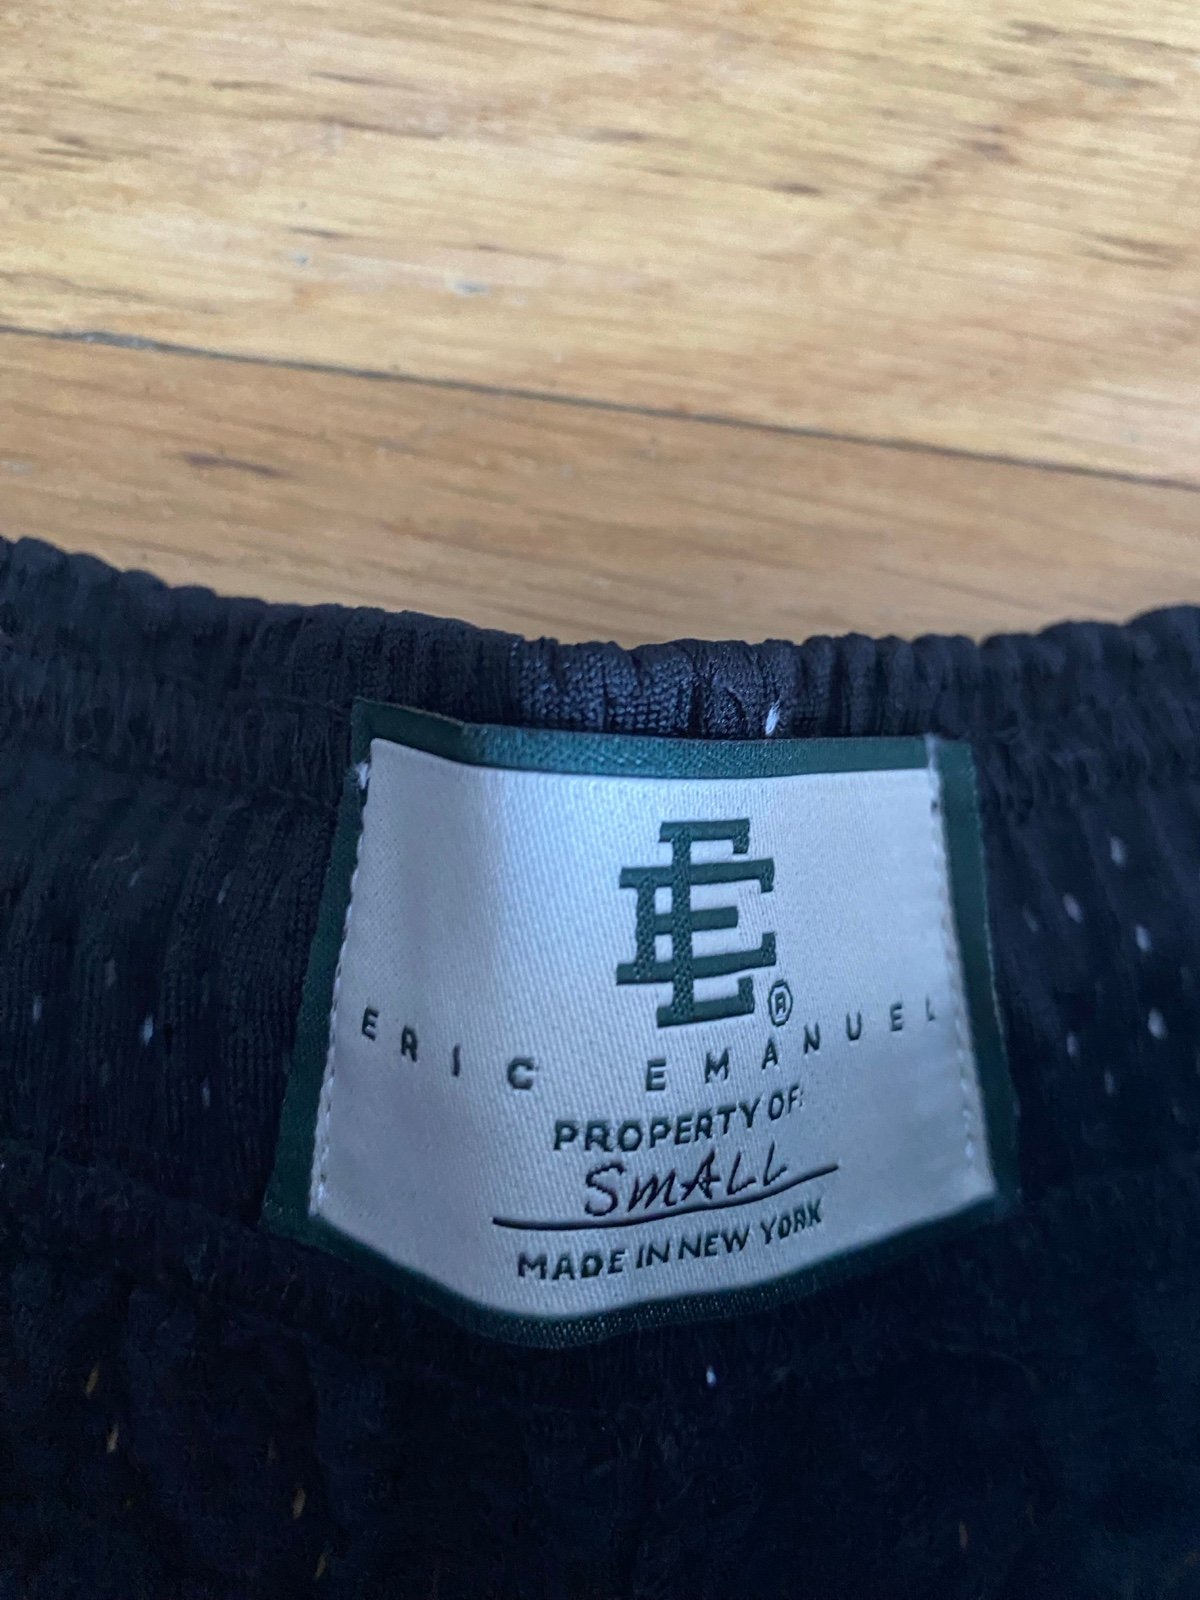 EE®
ERIC EMANUEL
PROPERTY OF:
SMALL
MADE IN NEW YORK